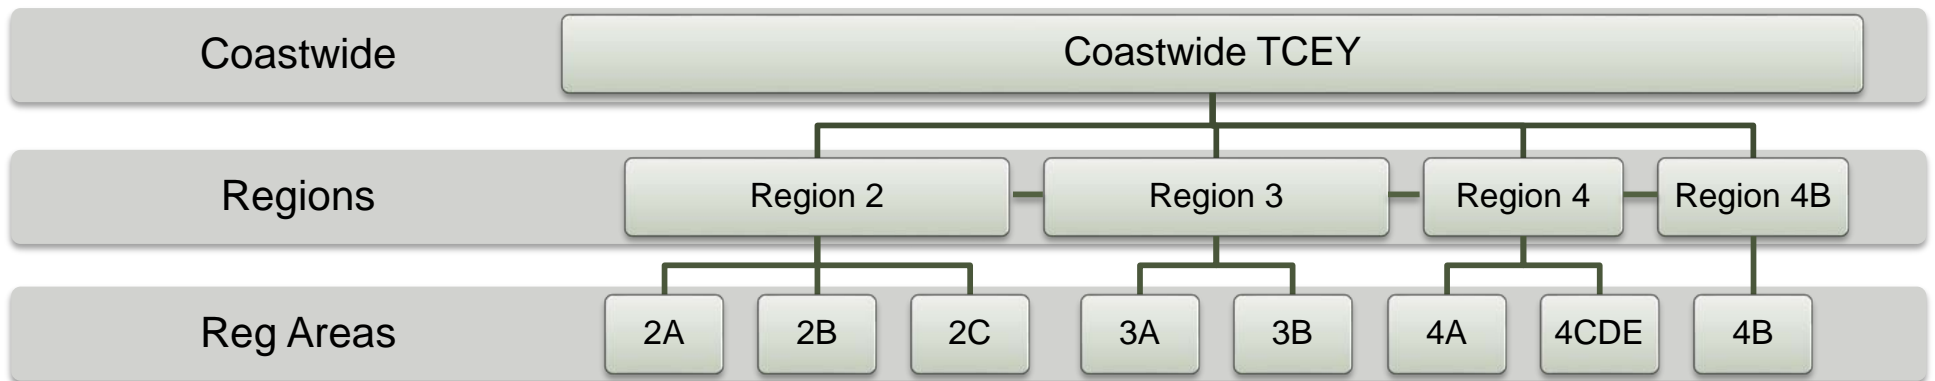 Coastwide
Coastwide TCEY
Regions
Region 2
Region 3
Region 4
Region 4B
Reg Areas
2A
2B
2C
3A
3B
4A
4CDE
4B